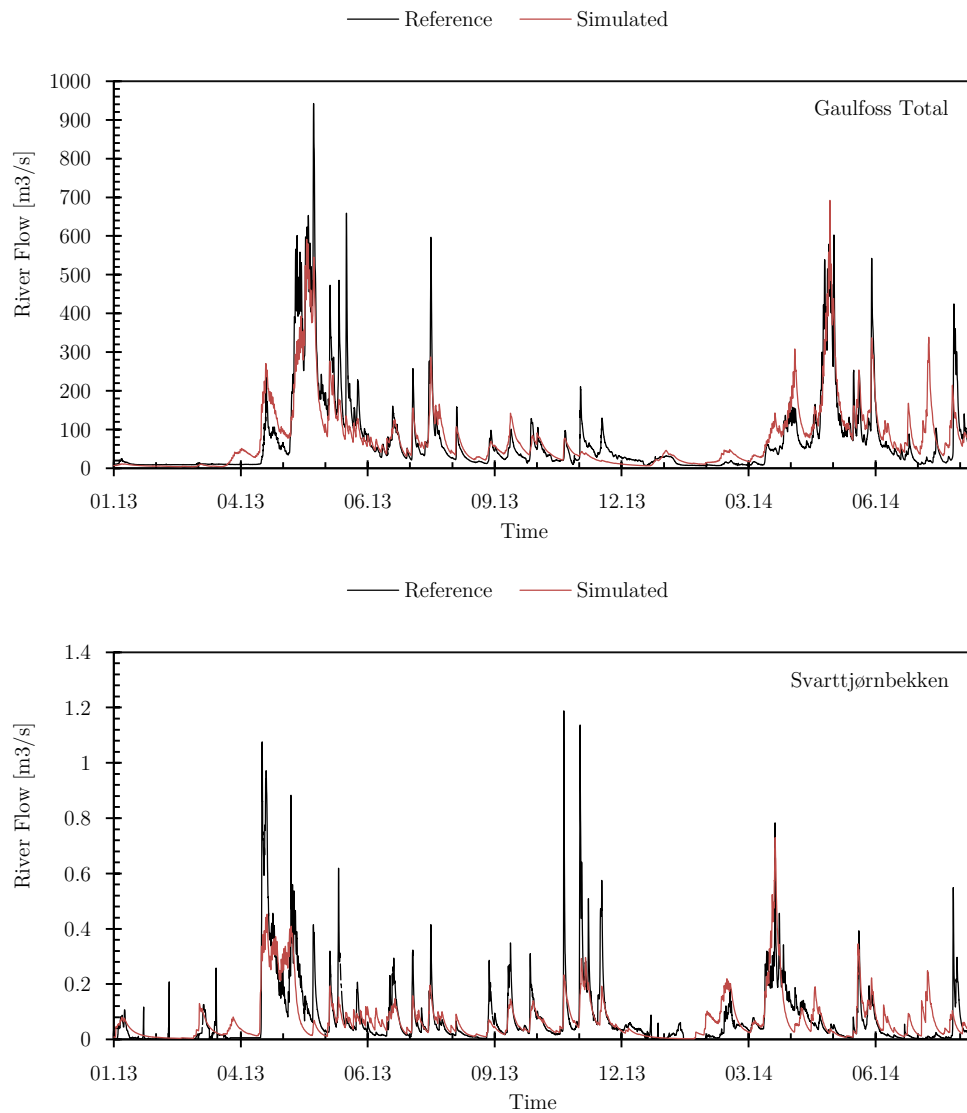 Reference Simulated
1000
Gaulfoss Total
900
800
700
600
500
400
300
200
100
0
River Flow [m3/s]
01.13 04.13 06.13 09.13 12.13 03.14 06.14
Time
Reference Simulated
1.4
Svarttjørnbekken
1.2
1
0.8
0.6
0.4
0.2
0
River Flow [m3/s]
01.13 04.13 06.13 09.13 12.13 03.14 06.14
Time